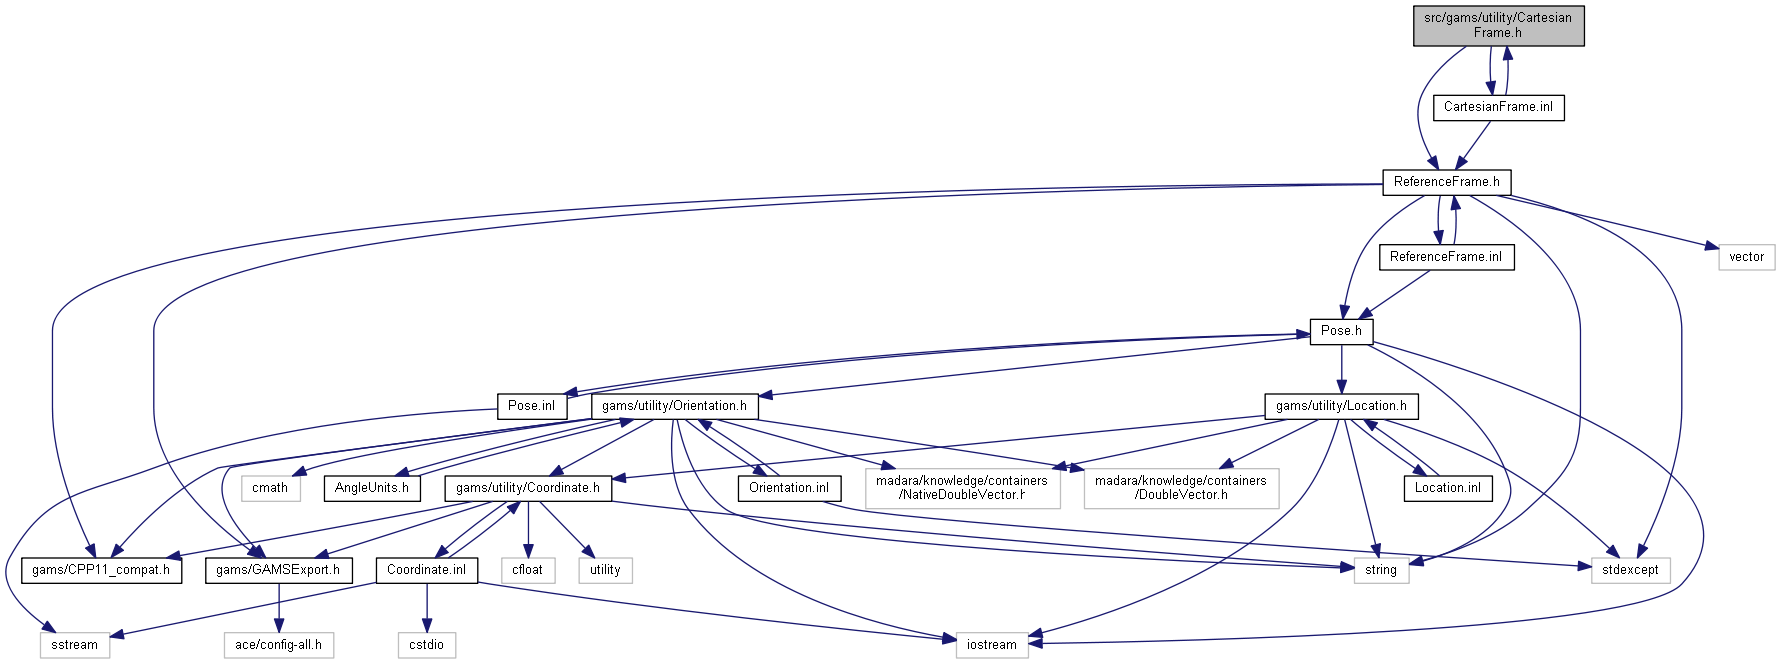 src/gams/utility/Cartesian
Frame.h
CartesianFrame.inl
ReferenceFrame.h
ReferenceFrame.inl
vector
Pose.h
Pose.inl
gams/utility/Orientation.h
gams/utility/Location.h
cmath
AngleUnits.h
gams/utility/Coordinate.h
Orientation.inl
madara/knowledge/containers
/NativeDoubleVector.h
madara/knowledge/containers
/DoubleVector.h
Location.inl
gams/CPP11_compat.h
gams/GAMSExport.h
Coordinate.inl
cfloat
utility
string
stdexcept
sstream
ace/config-all.h
cstdio
iostream